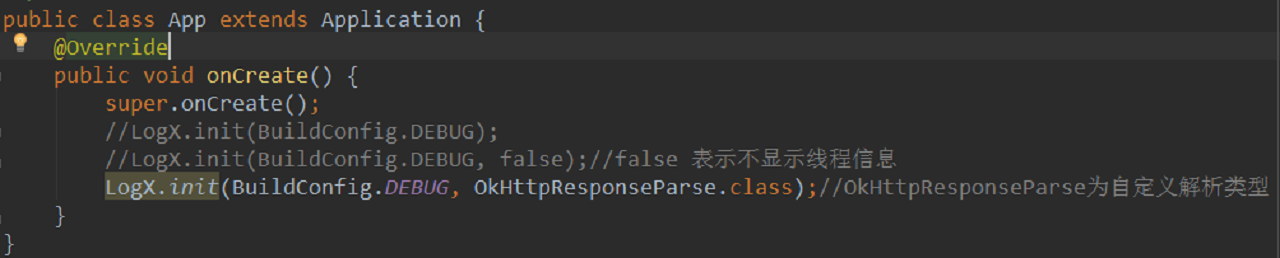 public class App extends Application {
@Override
public void onCreate() {
super.onCreate();
//LogX.init(BuildConfig.DEBUG);
//LogX.init(BuildConfig.DEBUG, false);//false 表示不显示线程信息
LogX.init(BuildConfig.DEBUG, OkHttpResponseParse.class);//OkHttpResponseParse为自定义解析类型
}
}